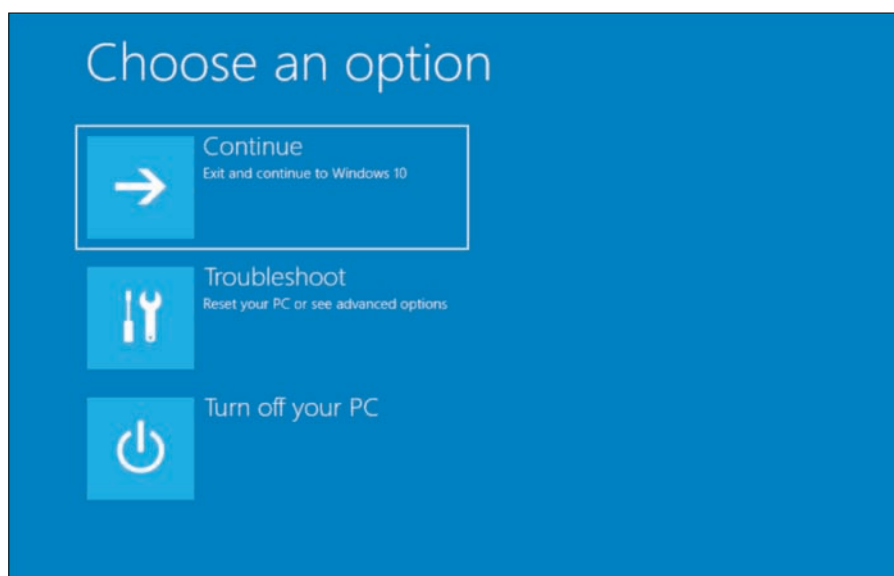 Choose an option
Continue
Exit and continue to Windows 10
Troubleshoot
Reset your PC or see advanced options
Turn off your PC